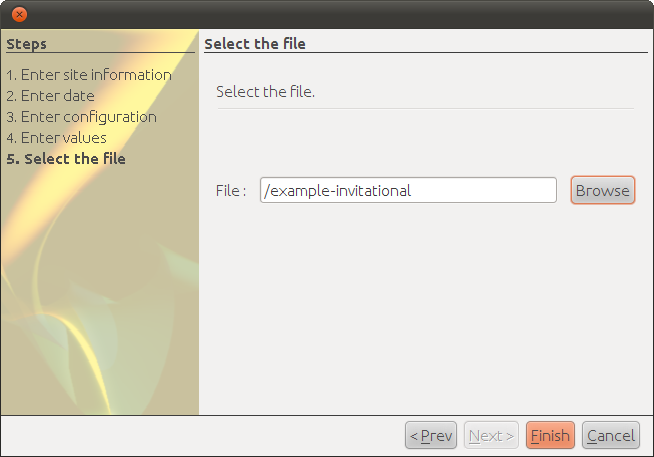 Steps
1. Enter site information
2. Enter date
3. Enter configuration
4. Enter values
5. Select the file
Select the file
Select the file.
File : /example-invitational Browse
< Prev Next > Finish Cancel